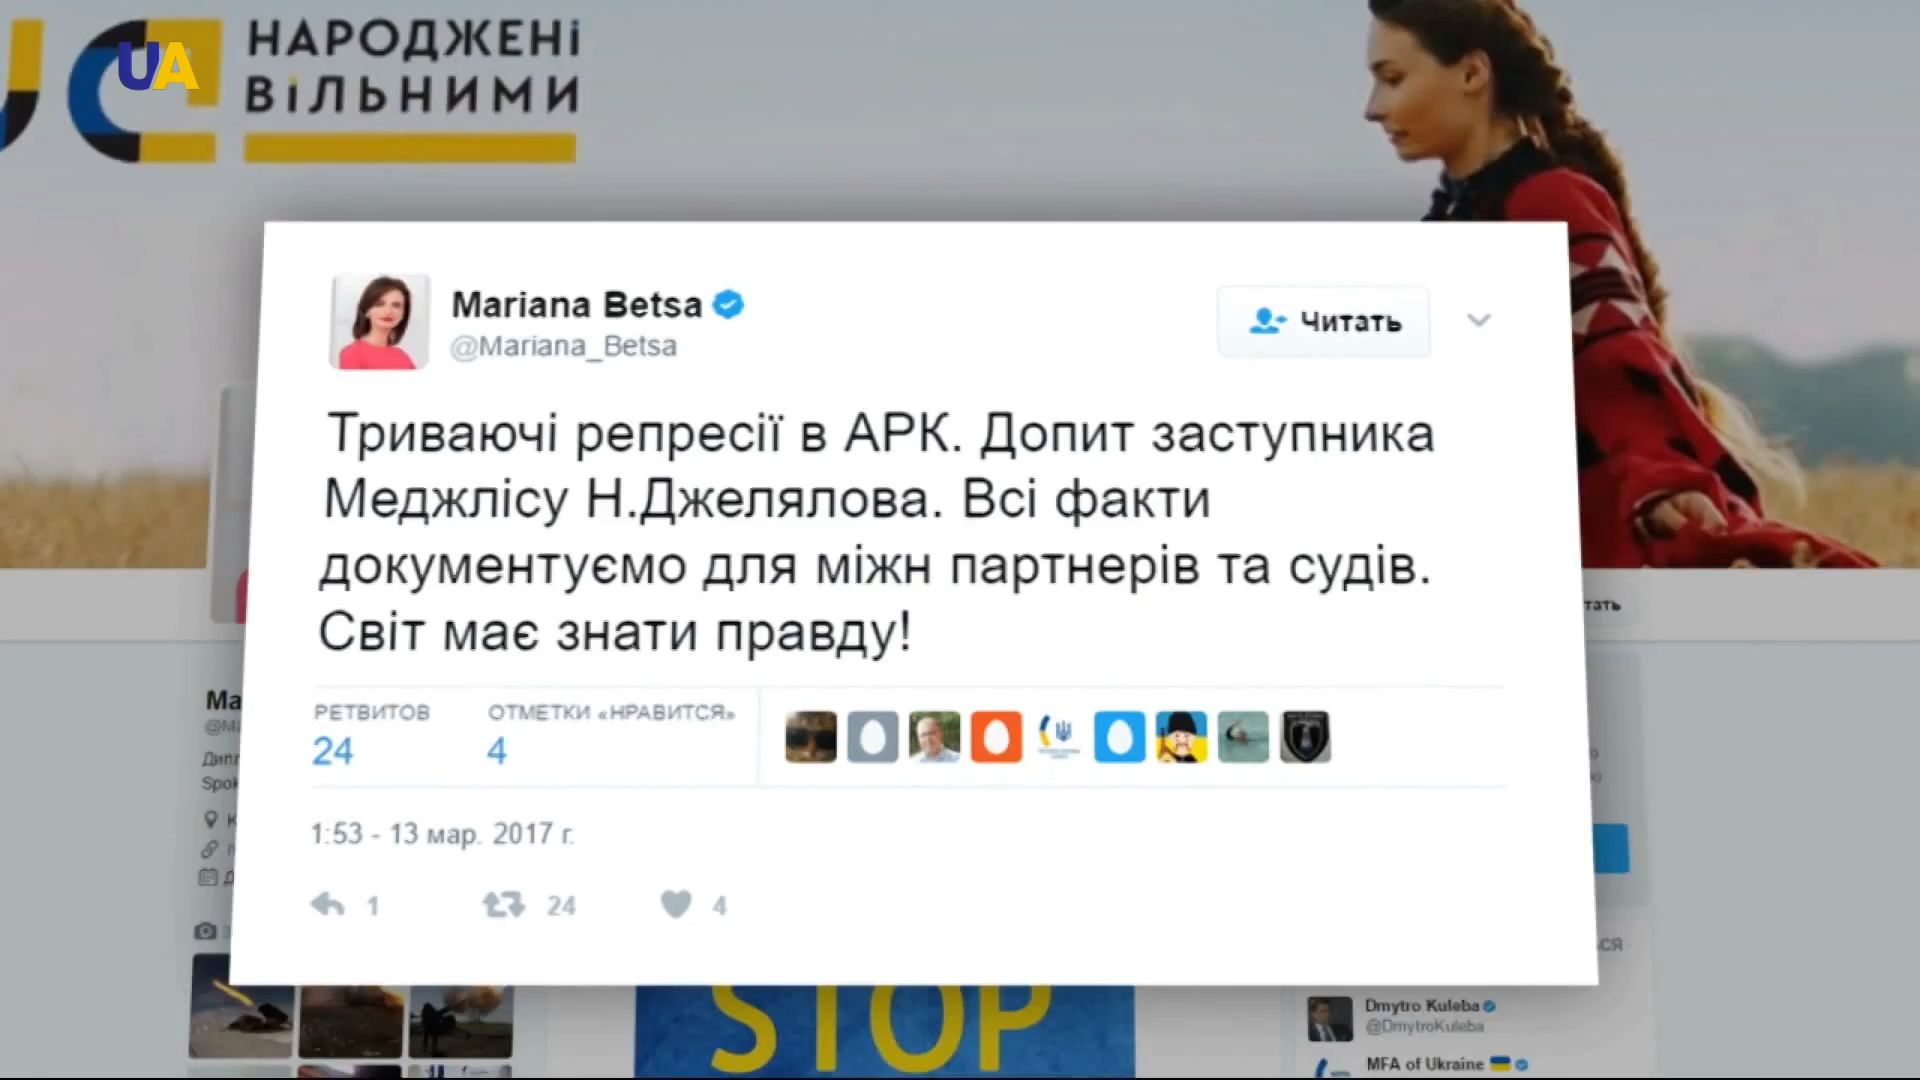 НАРОДЖЕНі
ВіЛЬНИМИ
UA
Mariana Betsa
@Mariana_Betsa
Читать
Триваючі репресії в АРК. Допит заступника
Меджлісу Н.Джелялова. Всі факти
документуємо для міжн партнерів та судів.
Світ має знати правду!
РЕТВИТОВ
ОТМЕТКИ «НРАВИТСЯ»
24
4
1:53 - 13 мар. 2017 г.
1
24
4
STOP
Dmytro Kuleba
@DmytroKuleba
MFA of Ukraine